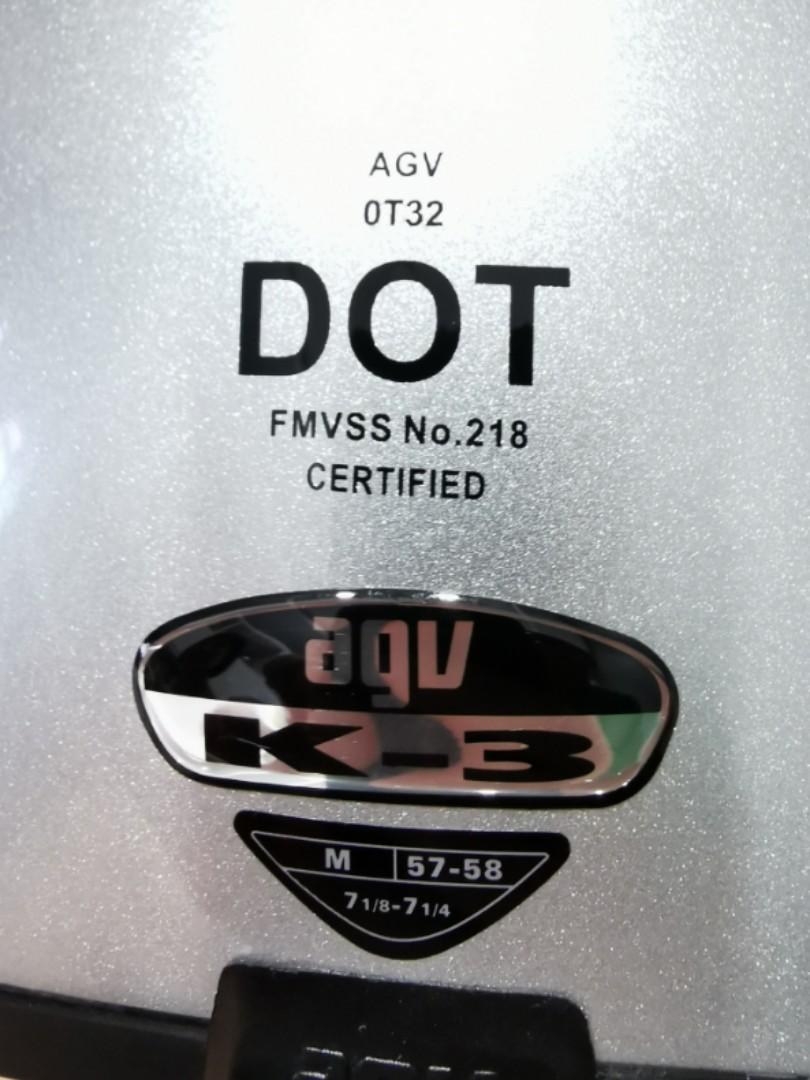 AGV
0T32
DOT
FMVSS No.218
CERTIFIED
agv
K-3
M 57-58
7 1/8-7 1/4